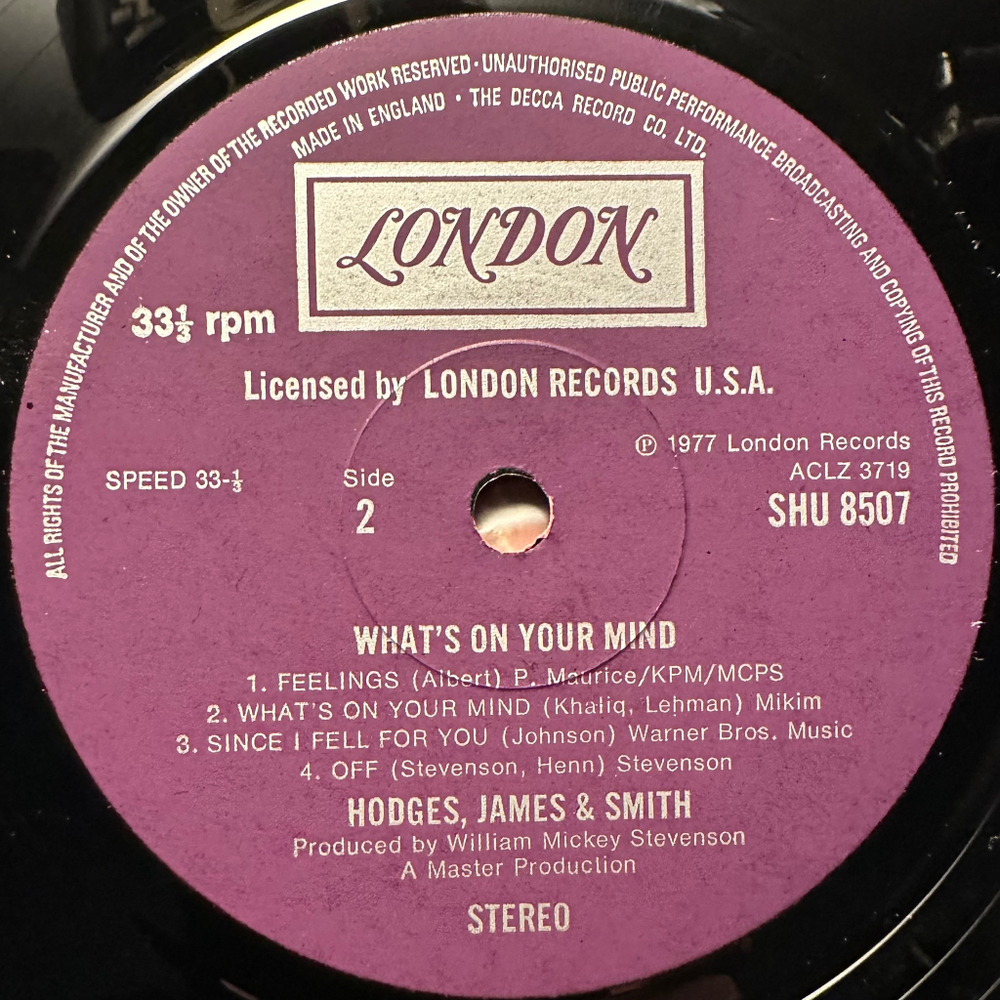 ALL RIGHTS OF THE MANUFACTURER AND OF THE OWNER OF THE RECORDED WORK RESERVED · UNAUTHORISED PUBLIC PERFORMANCE BROADCASTING AND COPYING OF THIS RECORD PROHIBITED
MADE IN ENGLAND · THE DECCA RECORD CO. LTD.
LONDON
33⅓ rpm
Licensed by LONDON RECORDS U.S.A.
℗ 1977 London Records
ACLZ 3719
SPEED 33-⅓
Side
2
SHU 8507
WHAT'S ON YOUR MIND
1. FEELINGS (Albert) P. Maurice/KPM/MCPS
2. WHAT'S ON YOUR MIND (Khaliq, Lehman) Mikim
3. SINCE I FELL FOR YOU (Johnson) Warner Bros. Music
4. OFF (Stevenson, Henn) Stevenson
HODGES, JAMES & SMITH
Produced by William Mickey Stevenson
A Master Production
STEREO